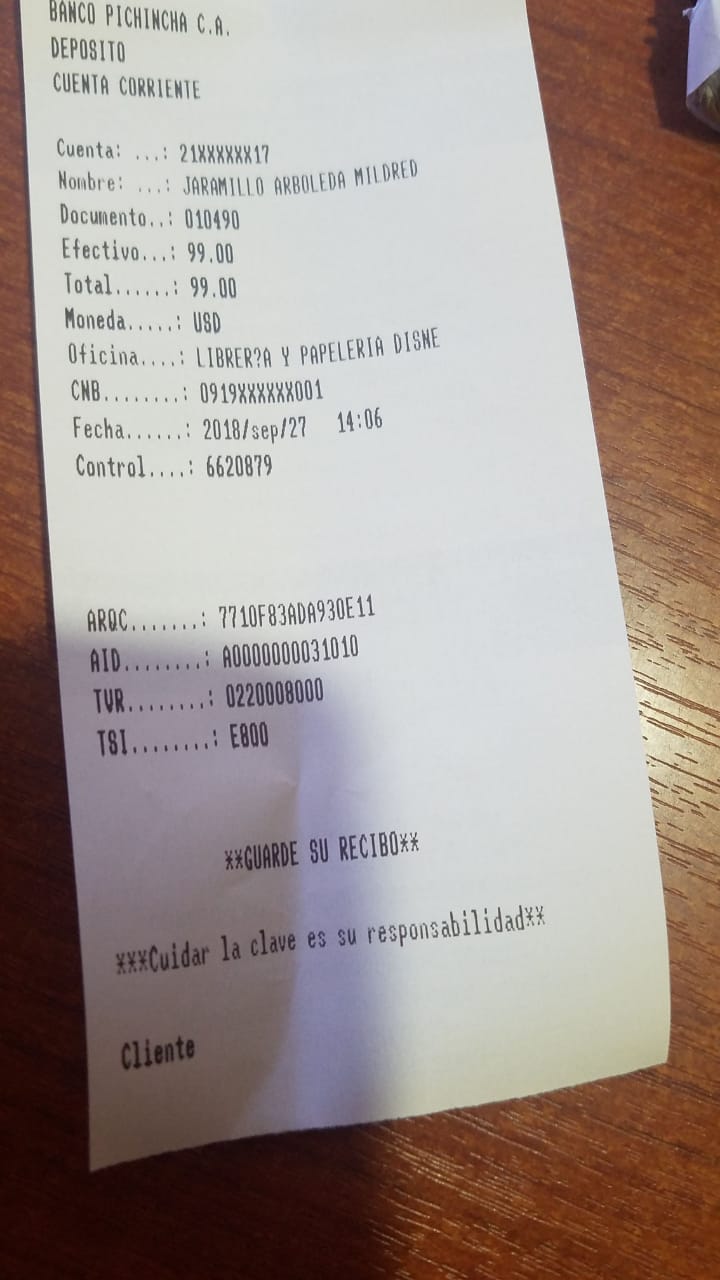 BANCO PICHINCHA C.A.
DEPOSITO
CUENTA CORRIENTE
Cuenta: ...: 21XXXXXX17
Nombre: ...: JARAMILLO ARBOLEDA MILDRED
Documento..: 010490
Efectivo...: 99.00
Total......: 99.00
Moneda.....: USD
Oficina....: LIBRER?A Y PAPELERIA DISNE
CNB........: 0919XXXXXX001
Fecha......: 2018/sep/27 14:06
Control....: 6620879
ARQC.......: 7710F83ADA930E11
AID........: A0000000031010
TVR........: 0220008000
TSI........: E800
**GUARDE SU RECIBO**
***Cuidar la clave es su responsabilidad**
Cliente